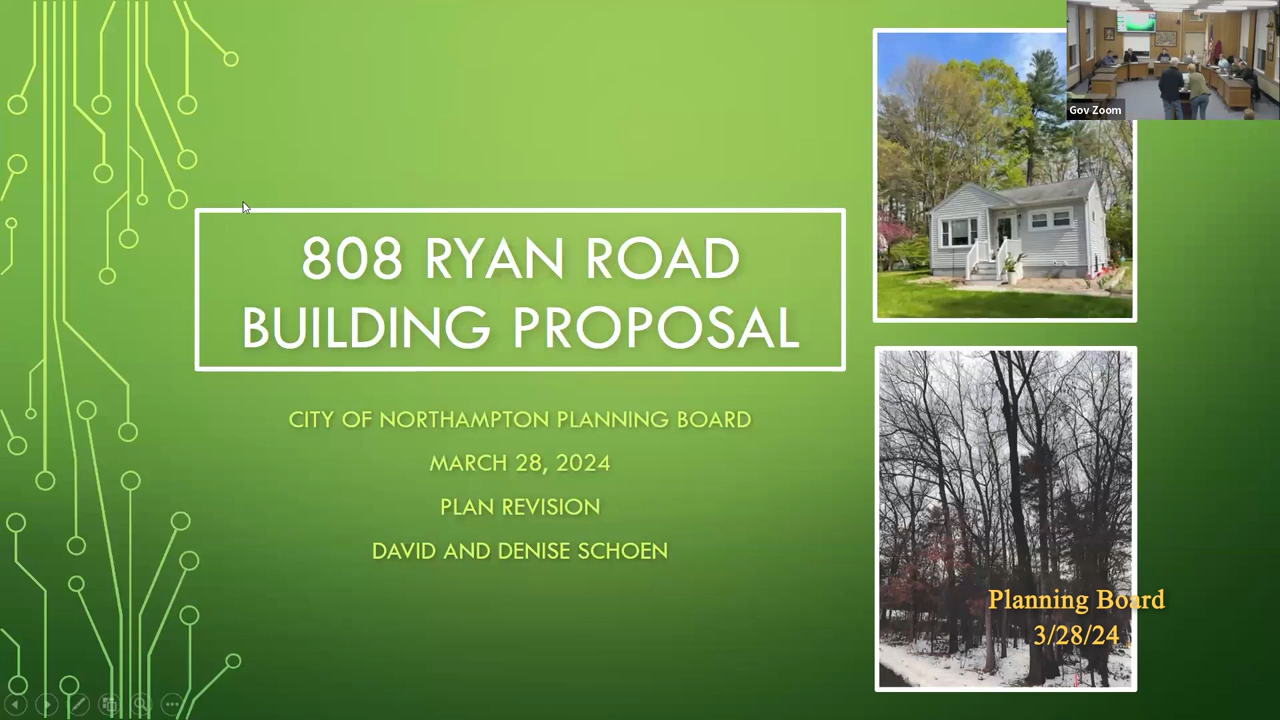 Gov Zoom
808 RYAN ROAD
BUILDING PROPOSAL
CITY OF NORTHAMPTON PLANNING BOARD
MARCH 28, 2024
PLAN REVISION
DAVID AND DENISE SCHOEN
Planning Board
3/28/24